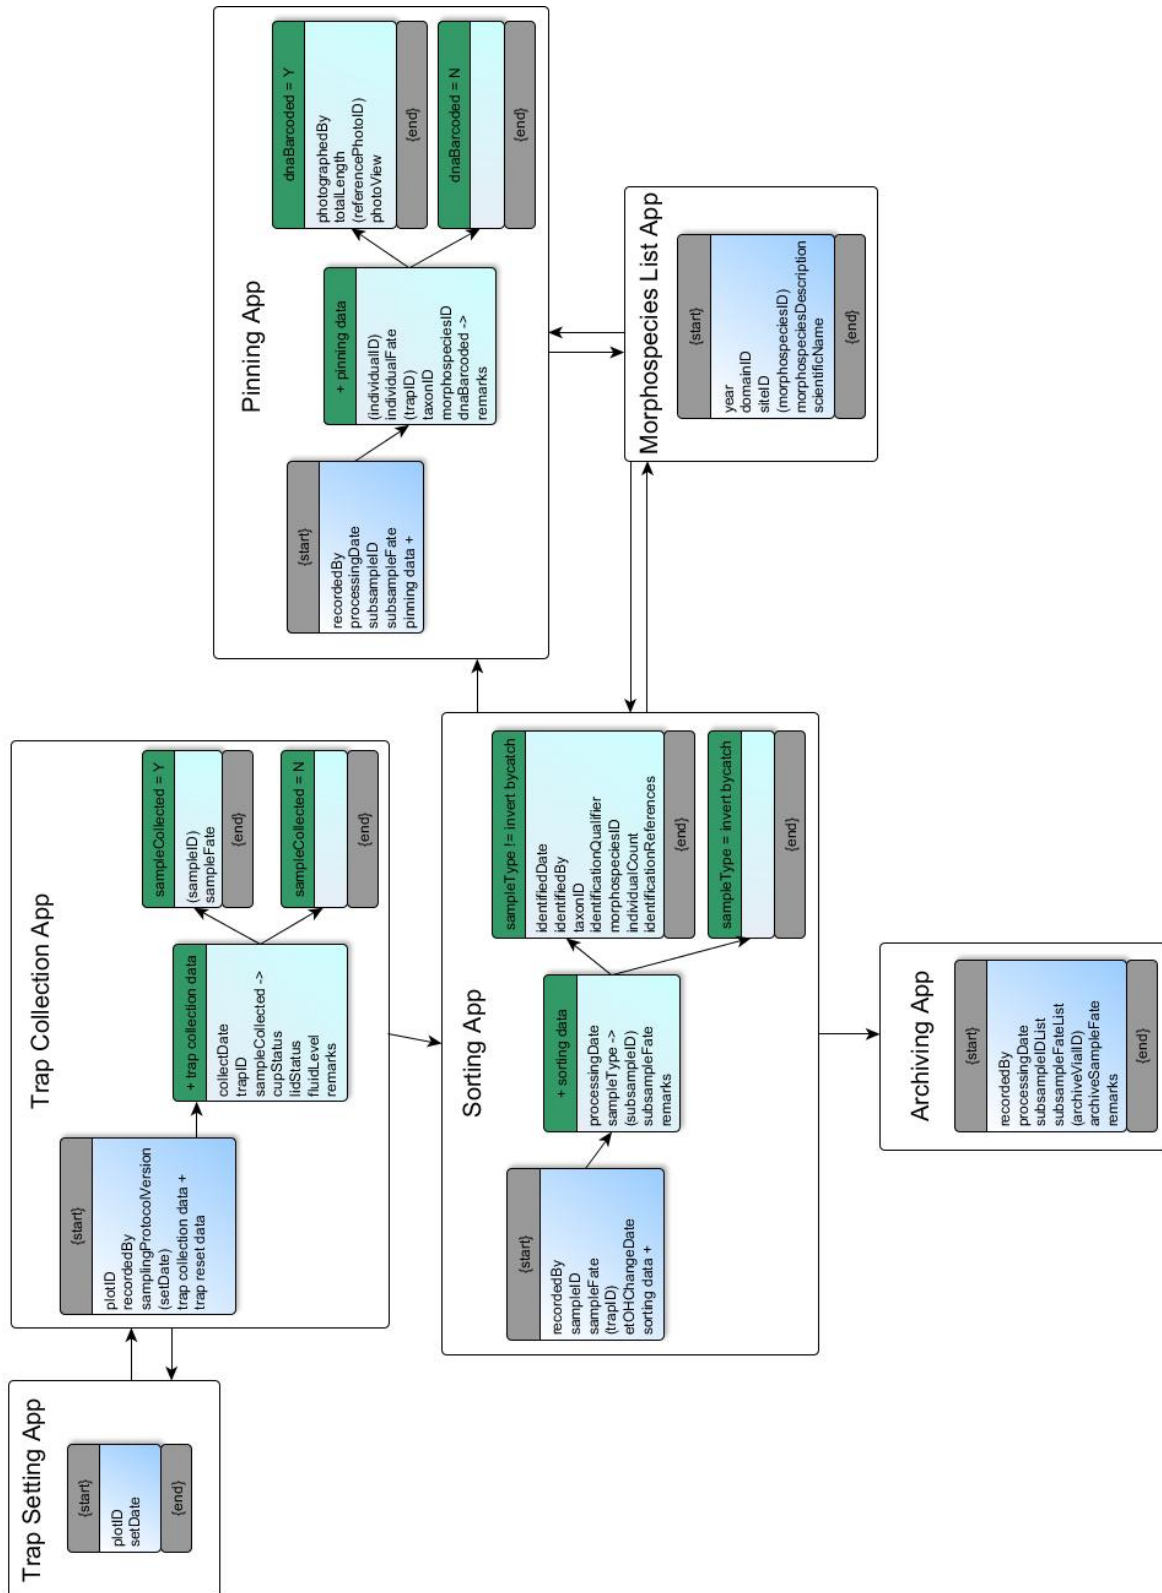 Trap Setting App
{start}
plotID
setDate
{end}
Trap Collection App
{start}
plotID
recordedBy
samplingProtocolVersion
(setDate)
trap collection data +
trap reset data
+ trap collection data
collectDate
trapID
sampleCollected ->
cupStatus
lidStatus
fluidLevel
remarks
sampleCollected = Y
(sampleID)
sampleFate
{end}
sampleCollected = N
{end}
Sorting App
{start}
recordedBy
sampleID
sampleFate
(trapID)
etOHChangeDate
sorting data +
+ sorting data
processingDate
sampleType ->
(subsampleID)
subsampleFate
remarks
sampleType != invert bycatch
identifiedDate
identifiedBy
taxonID
identificationQualifier
morphospeciesID
individualCount
identificationReferences
{end}
sampleType = invert bycatch
{end}
Pinning App
{start}
recordedBy
processingDate
subsampleID
subsampleFate
pinning data +
+ pinning data
(individualID)
individualFate
(trapID)
taxonID
morphospeciesID
dnaBarcoded ->
remarks
dnaBarcoded = Y
photographedBy
totalLength
(referencePhotoID)
photoView
{end}
dnaBarcoded = N
{end}
Archiving App
{start}
recordedBy
processingDate
subsampleIDList
subsampleFateList
(archiveVialID)
archiveSampleFate
remarks
{end}
Morphospecies List App
{start}
year
domainID
siteID
(morphospeciesID)
morphospeciesDescription
scientificName
{end}